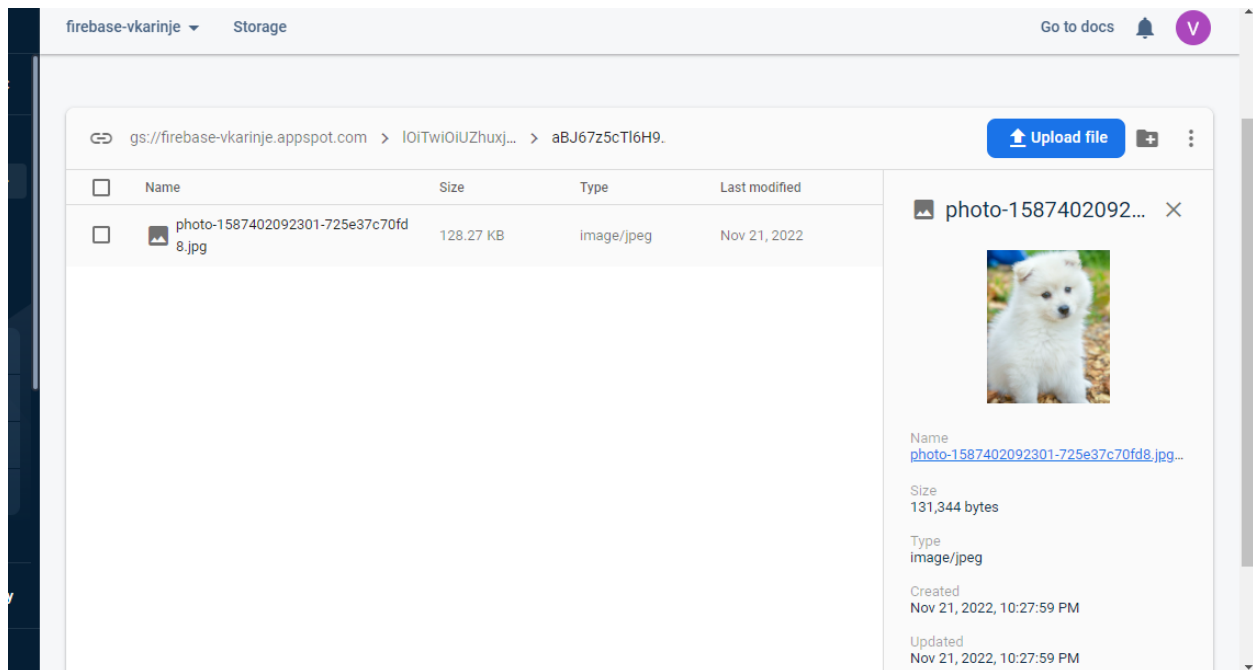 firebase-vkarinje Storage Go to docs V
gs://firebase-vkarinje.appspot.com > lOiTwiOiUZhuxj... > aBJ67z5cTl6H9. Upload file
Name Size Type Last modified
photo-1587402092301-725e37c70fd
8.jpg
128.27 KB image/jpeg Nov 21, 2022
photo-1587402092...
Name
photo-1587402092301-725e37c70fd8.jpg...
Size
131,344 bytes
Type
image/jpeg
Created
Nov 21, 2022, 10:27:59 PM
Updated
Nov 21, 2022, 10:27:59 PM
y